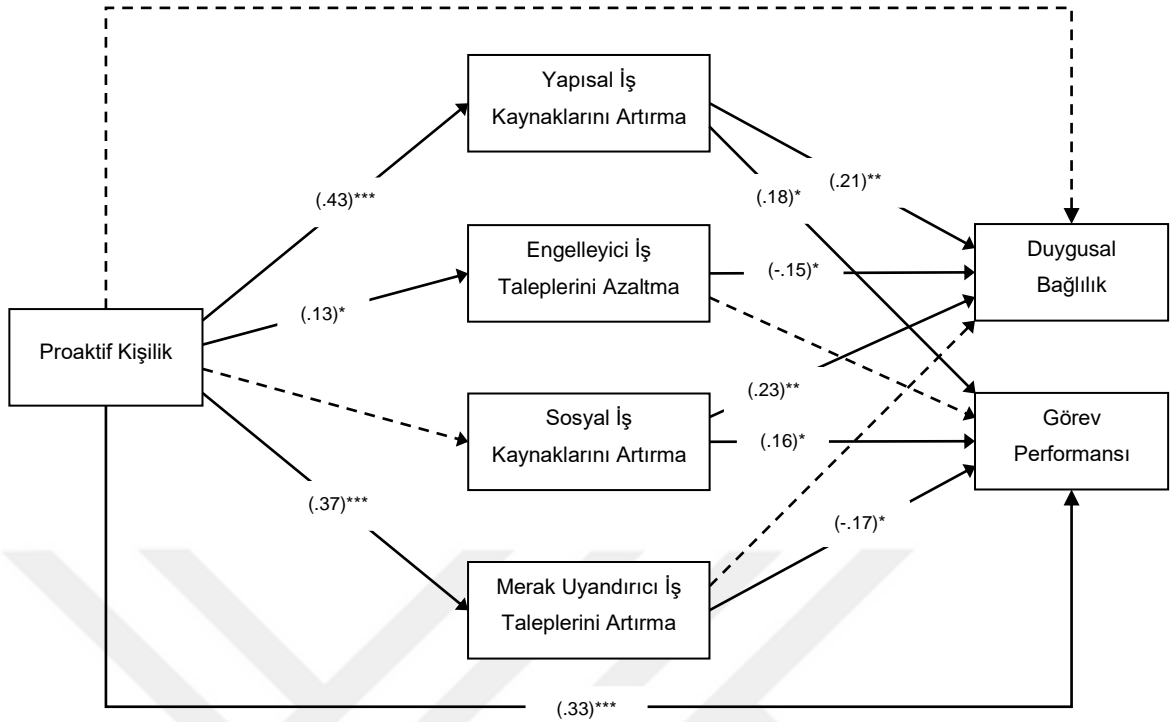 Yapısal İş
Kaynaklarını Artırma
(.21)**
(.18)*
(.43)***
Engelleyici İş
Taleplerini Azaltma
Duygusal
Bağlılık
(-.15)*
(.13)*
Proaktif Kişilik
(.23)**
Sosyal İş
Kaynaklarını Artırma
Görev
Performansı
(.16)*
(.37)***
(-.17)*
Merak Uyandırıcı İş
Taleplerini Artırma
(.33)***